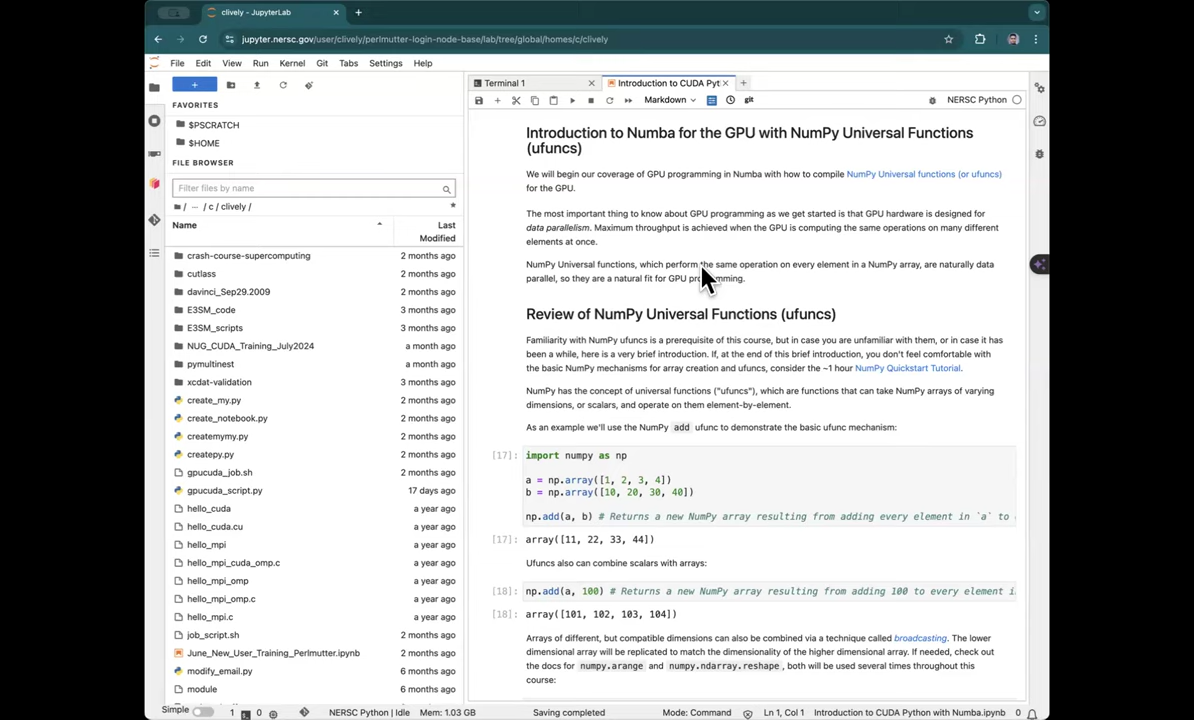 clively - JupyterLab
jupyter.nersc.gov/user/clively/perlmutter-login-node-base/lab/tree/global/homes/c/clively
File Edit View Run Kernel Git Tabs Settings Help
FAVORITES
$PSCRATCH
$HOME
FILE BROWSER
Filter files by name
/ ··· / c / clively /
Name Last Modified
crash-course-supercomputing 2 months ago
cutlass 2 months ago
davinci_Sep29.2009 2 months ago
E3SM_code 3 months ago
E3SM_scripts 3 months ago
NUG_CUDA_Training_July2024 a month ago
pymultinest a month ago
xcdat-validation 3 months ago
create_my.py 2 months ago
create_notebook.py 2 months ago
createmymy.py 2 months ago
createpy.py 2 months ago
gpucuda_job.sh 2 months ago
gpucuda_script.py 17 days ago
hello_cuda a year ago
hello_cuda.cu a year ago
hello_mpi a year ago
hello_mpi_cuda_omp.c a year ago
hello_mpi_omp a year ago
hello_mpi_omp.c a year ago
hello_mpi.c a year ago
job_script.sh 2 months ago
June_New_User_Training_Perlmutter.ipynb 2 months ago
modify_email.py 6 months ago
module 6 months ago
Terminal 1
Introduction to CUDA Pyt
Markdown
git
NERSC Python
Introduction to Numba for the GPU with NumPy Universal Functions
(ufuncs)
We will begin our coverage of GPU programming in Numba with how to compile NumPy Universal functions (or ufuncs)
for the GPU.
The most important thing to know about GPU programming as we get started is that GPU hardware is designed for
data parallelism. Maximum throughput is achieved when the GPU is computing the same operations on many different
elements at once.
NumPy Universal functions, which perform the same operation on every element in a NumPy array, are naturally data
parallel, so they are a natural fit for GPU programming.
Review of NumPy Universal Functions (ufuncs)
Familiarity with NumPy ufuncs is a prerequisite of this course, but in case you are unfamiliar with them, or in case it has
been a while, here is a very brief introduction. If, at the end of this brief introduction, you don't feel comfortable with
the basic NumPy mechanisms for array creation and ufuncs, consider the ~1 hour NumPy Quickstart Tutorial.
NumPy has the concept of universal functions ("ufuncs"), which are functions that can take NumPy arrays of varying
dimensions, or scalars, and operate on them element-by-element.
As an example we'll use the NumPy add ufunc to demonstrate the basic ufunc mechanism:
[17]: import numpy as np
a = np.array([1, 2, 3, 4])
b = np.array([10, 20, 30, 40])
np.add(a, b) # Returns a new NumPy array resulting from adding every element in `a` to
[17]: array([11, 22, 33, 44])
Ufuncs also can combine scalars with arrays:
[18]: np.add(a, 100) # Returns a new NumPy array resulting from adding 100 to every element i
[18]: array([101, 102, 103, 104])
Arrays of different, but compatible dimensions can also be combined via a technique called broadcasting. The lower
dimensional array will be replicated to match the dimensionality of the higher dimensional array. If needed, check out
the docs for numpy.arange and numpy.ndarray.reshape, both will be used several times throughout this
course:
Simple 1 0 NERSC Python | Idle Mem: 1.03 GB Saving completed Mode: Command Ln 1, Col 1 Introduction to CUDA Python with Numba.ipynb 0